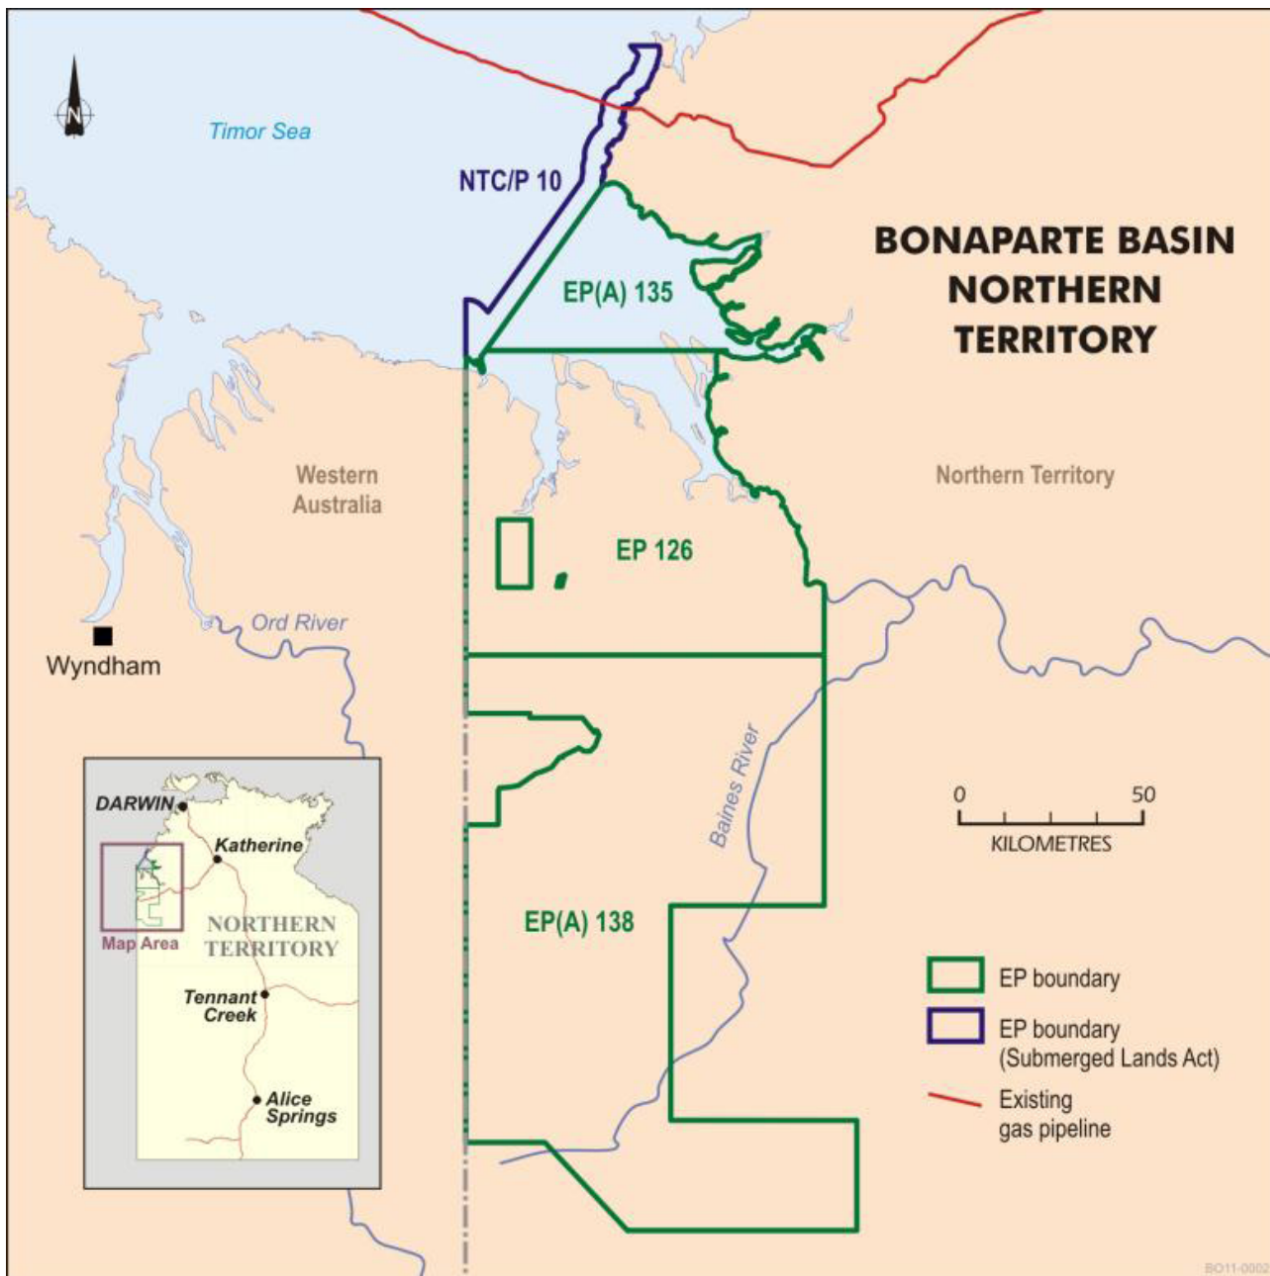 N
Timor Sea
NTC/P 10
BONAPARTE BASIN
NORTHERN
TERRITORY
EP(A) 135
Western
Australia
Northern Territory
EP 126
Ord River
Wyndham
Baines River
0 50
KILOMETRES
DARWIN
Katherine
NORTHERN
TERRITORY
Map Area
Tennant
Creek
Alice
Springs
EP(A) 138
EP boundary
EP boundary
(Submerged Lands Act)
Existing
gas pipeline
BO11-0002